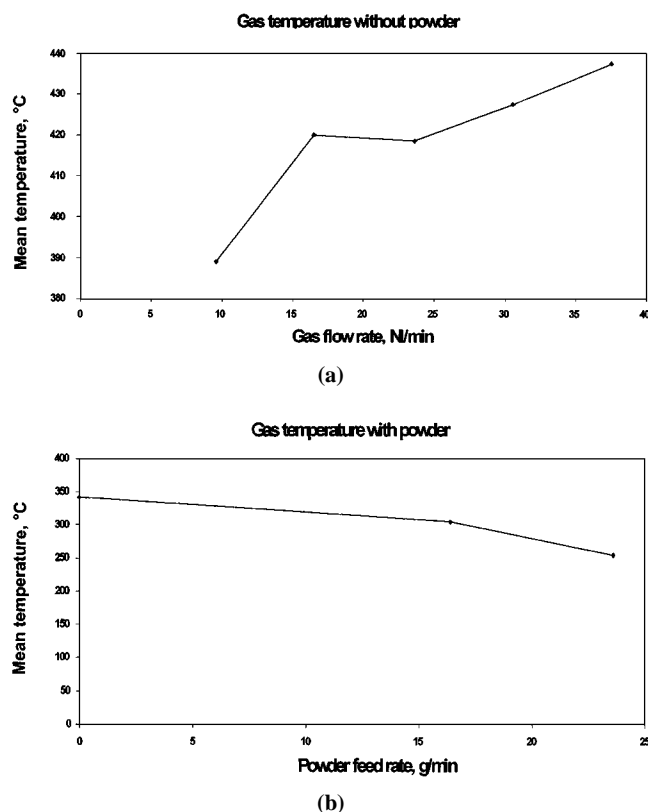 Gas temperature without powder
440
430
420
410
400
390
380
Mean temperature, °C
0 5 10 15 20 25 30 35 40
Gas flow rate, Nl/min
(a)
Gas temperature with powder
400
350
300
250
200
150
100
50
0
Mean temperature, °C
0 5 10 15 20 25
Powder feed rate, g/min
(b)